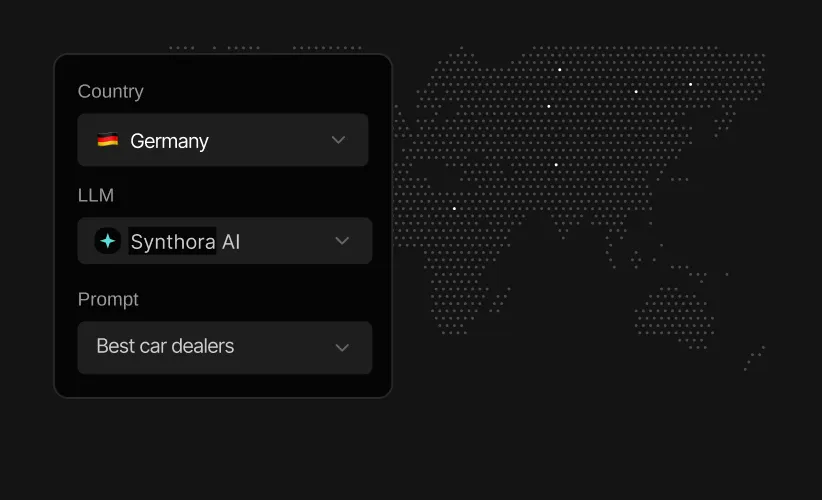 Country
Germany
LLM
Synthora AI
Prompt
Best car dealers